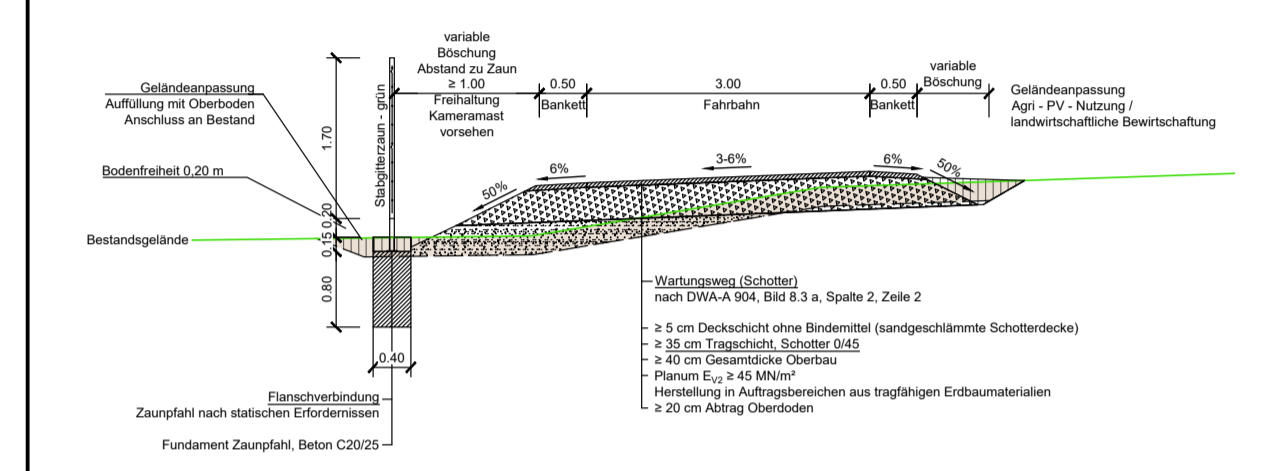 variable
Böschung
Abstand zu Zaun
≥ 1.00
Freihaltung
Kameramast
vorsehen
0.50
Bankett
3.00
Fahrbahn
0.50
Bankett
variable
Böschung
Geländeanpassung
Agri - PV - Nutzung /
landwirtschaftliche Bewirtschaftung
Geländeanpassung
Auffüllung mit Oberboden
Anschluss an Bestand
Bodenfreiheit 0,20 m
Bestandsgelände
1.70
0.20
0.15
0.80
Stabgitterzaun - grün
50%
6%
3-6%
6%
50%
0.40
Flanschverbindung
Zaunpfahl nach statischen Erfordernissen
Fundament Zaunpfahl, Beton C20/25
Wartungsweg (Schotter)
nach DWA-A 904, Bild 8.3 a, Spalte 2, Zeile 2
≥ 5 cm Deckschicht ohne Bindemittel (sandgeschlämmte Schotterdecke)
≥ 35 cm Tragschicht, Schotter 0/45
≥ 40 cm Gesamtdicke Oberbau
Planum EV2 ≥ 45 MN/m²
Herstellung in Auftragsbereichen aus tragfähigen Erdbaumaterialien
≥ 20 cm Abtrag Oberdoden